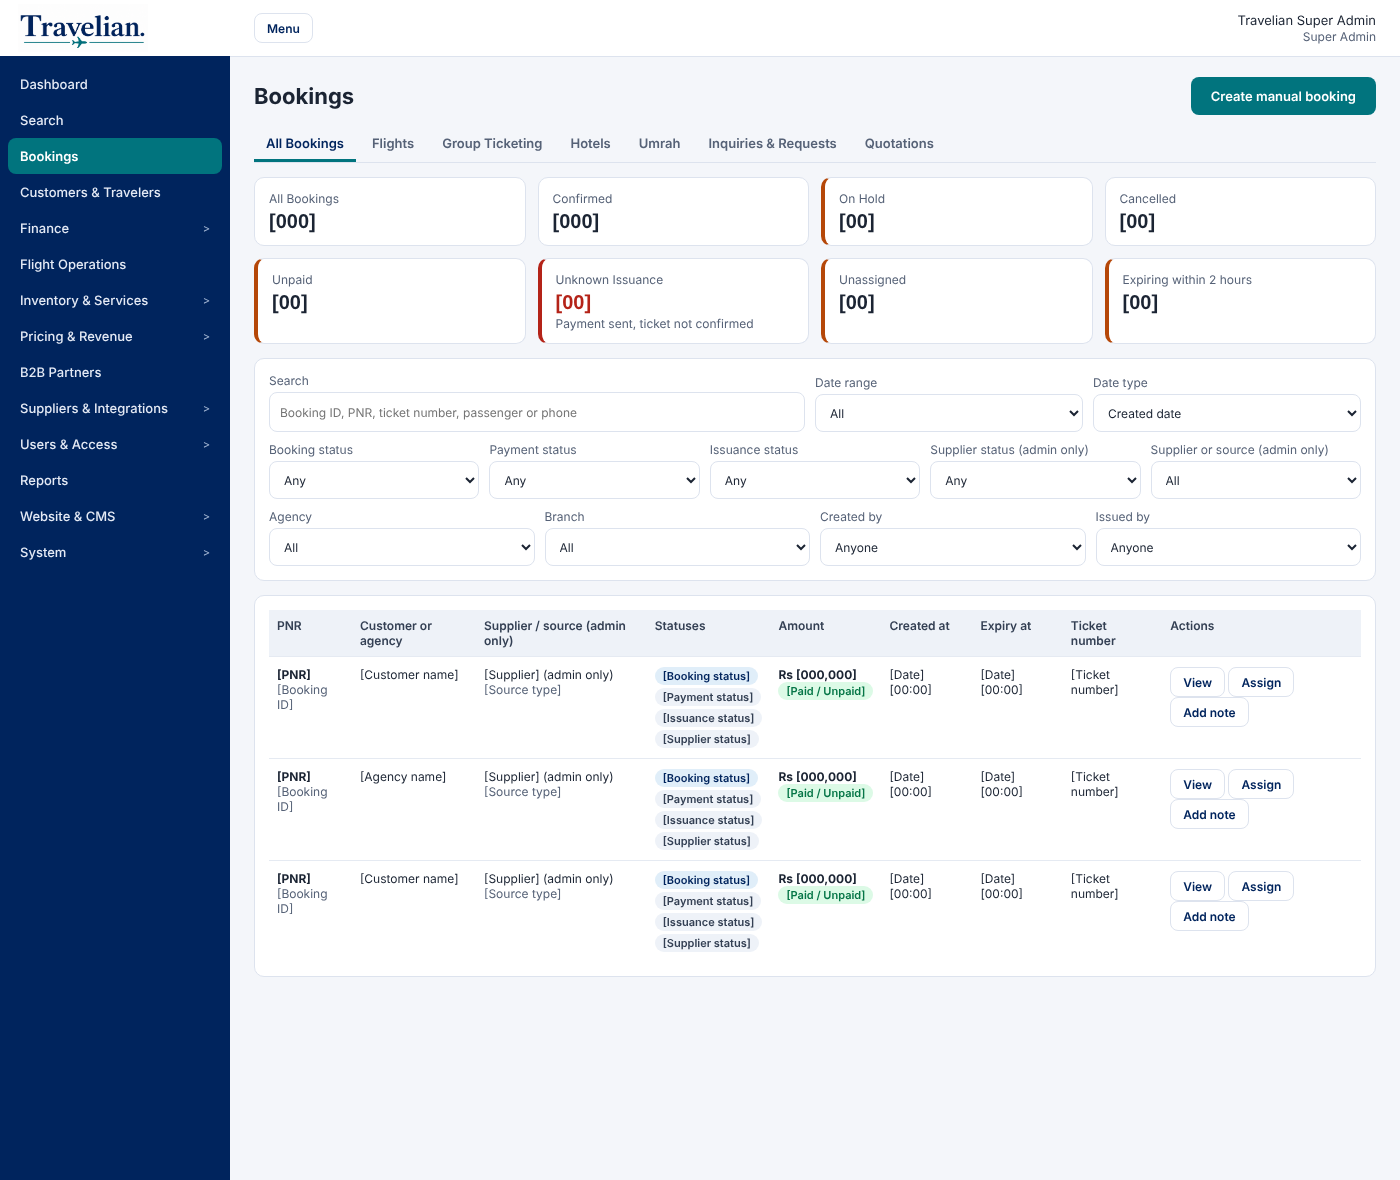 Travelian.
Menu
Travelian Super Admin
Super Admin
Dashboard
Search
Bookings
Customers & Travelers
Finance >
Flight Operations
Inventory & Services >
Pricing & Revenue >
B2B Partners
Suppliers & Integrations >
Users & Access >
Reports
Website & CMS >
System >
Bookings
Create manual booking
All Bookings Flights Group Ticketing Hotels Umrah Inquiries & Requests Quotations
All Bookings
[000]
Confirmed
[000]
On Hold
[00]
Cancelled
[00]
Unpaid
[00]
Unknown Issuance
[00]
Payment sent, ticket not confirmed
Unassigned
[00]
Expiring within 2 hours
[00]
Search
Booking ID, PNR, ticket number, passenger or phone
Date range
All
Date type
Created date
Booking status
Any
Payment status
Any
Issuance status
Any
Supplier status (admin only)
Any
Supplier or source (admin only)
All
Agency
All
Branch
All
Created by
Anyone
Issued by
Anyone
PNR
Customer or
agency
Supplier / source (admin
only)
Statuses
Amount
Created at
Expiry at
Ticket
number
Actions
[PNR]
[Booking
ID]
[Customer name]
[Supplier] (admin only)
[Source type]
[Booking status]
[Payment status]
[Issuance status]
[Supplier status]
Rs [000,000]
[Paid / Unpaid]
[Date]
[00:00]
[Date]
[00:00]
[Ticket
number]
View
Assign
Add note
[PNR]
[Booking
ID]
[Agency name]
[Supplier] (admin only)
[Source type]
[Booking status]
[Payment status]
[Issuance status]
[Supplier status]
Rs [000,000]
[Paid / Unpaid]
[Date]
[00:00]
[Date]
[00:00]
[Ticket
number]
View
Assign
Add note
[PNR]
[Booking
ID]
[Customer name]
[Supplier] (admin only)
[Source type]
[Booking status]
[Payment status]
[Issuance status]
[Supplier status]
Rs [000,000]
[Paid / Unpaid]
[Date]
[00:00]
[Date]
[00:00]
[Ticket
number]
View
Assign
Add note